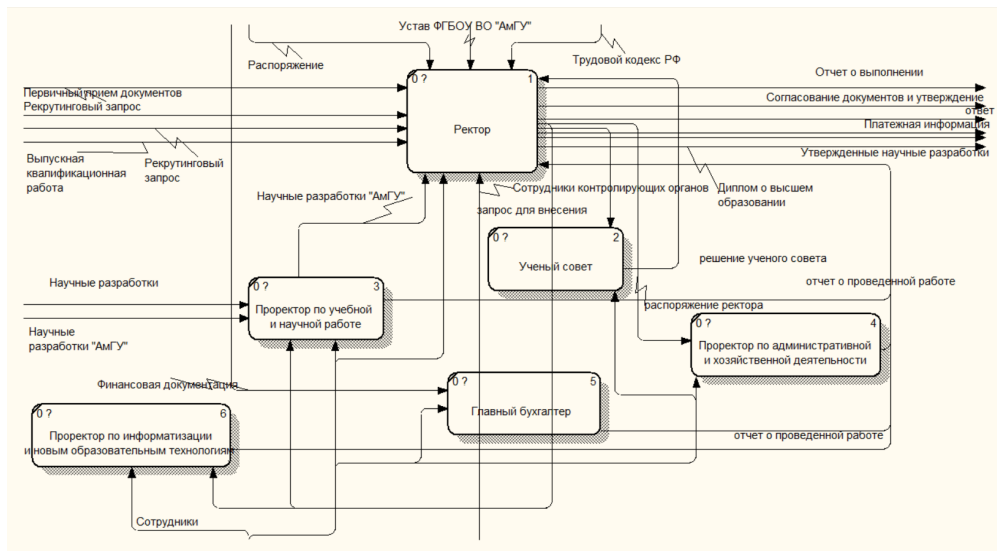 Устав ФГБОУ ВО "АмГУ"
Распоряжение
Трудовой кодекс РФ
0 ? 1
Ректор
Первичный прием документов
Рекрутинговый запрос
Выпускная
квалификационная
работа
Рекрутинговый
запрос
Отчет о выполнении
Согласование документов и утверждение
ответ
Платежная информация
Утвержденные научные разработки
Диплом о высшем
образовании
Научные разработки "АмГУ"
Сотрудники контролирующих органов
запрос для внесения
0 ? 2
Ученый совет
решение ученого совета
отчет о проведенной работе
Научные разработки
0 ? 3
Проректор по учебной
и научной работе
Научные
разработки "АмГУ"
распоряжение ректора
0 ? 4
Проректор по административной
и хозяйственной деятельности
Финансовая документация
0 ? 5
Главный бухгалтер
0 ? 6
Проректор по информатизации
и новым образовательным технологиям
отчет о проведенной работе
Сотрудники